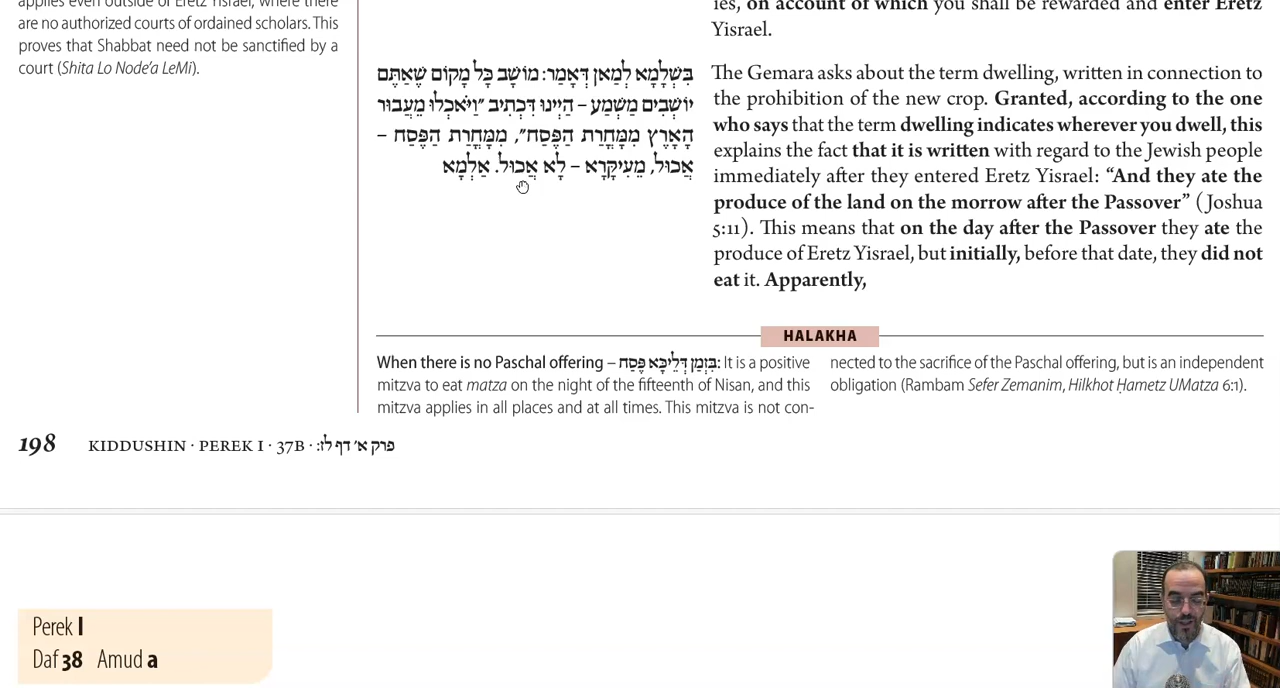 applies even outside of Eretz Yisrael, where there
are no authorized courts of ordained scholars. This
proves that Shabbat need not be sanctified by a
court (Shita Lo Node'a LeMi).
ies, on account of which you shall be rewarded and enter Eretz
Yisrael.
בִּשְׁלָמָא לְמַאן דְּאָמַר: מוֹשָׁב כָּל מָקוֹם שֶׁאַתֶּם
יוֹשְׁבִים מַשְׁמַע – הַיְינוּ דִּכְתִיב ״וַיֹּאכְלוּ מֵעֲבוּר
הָאָרֶץ מִמׇּחֳרַת הַפֶּסַח״, מִמׇּחֳרַת הַפֶּסַח –
אֲכוּל, מֵעִיקָּרָא – לָא אֲכוּל. אַלְמָא
The Gemara asks about the term dwelling, written in connection to
the prohibition of the new crop. Granted, according to the one
who says that the term dwelling indicates wherever you dwell, this
explains the fact that it is written with regard to the Jewish people
immediately after they entered Eretz Yisrael: “And they ate the
produce of the land on the morrow after the Passover” (Joshua
5:11). This means that on the day after the Passover they ate the
produce of Eretz Yisrael, but initially, before that date, they did not
eat it. Apparently,
HALAKHA
When there is no Paschal offering – בִּזְמַן דְּלֵיכָּא פֶּסַח: It is a positive
mitzva to eat matza on the night of the fifteenth of Nisan, and this
mitzva applies in all places and at all times. This mitzva is not con-
nected to the sacrifice of the Paschal offering, but is an independent
obligation (Rambam Sefer Zemanim, Hilkhot Ḥametz UMatza 6:1).
198 KIDDUSHIN · PEREK I · 37B · פרק א׳ דף לז:
Perek I
Daf 38 Amud a